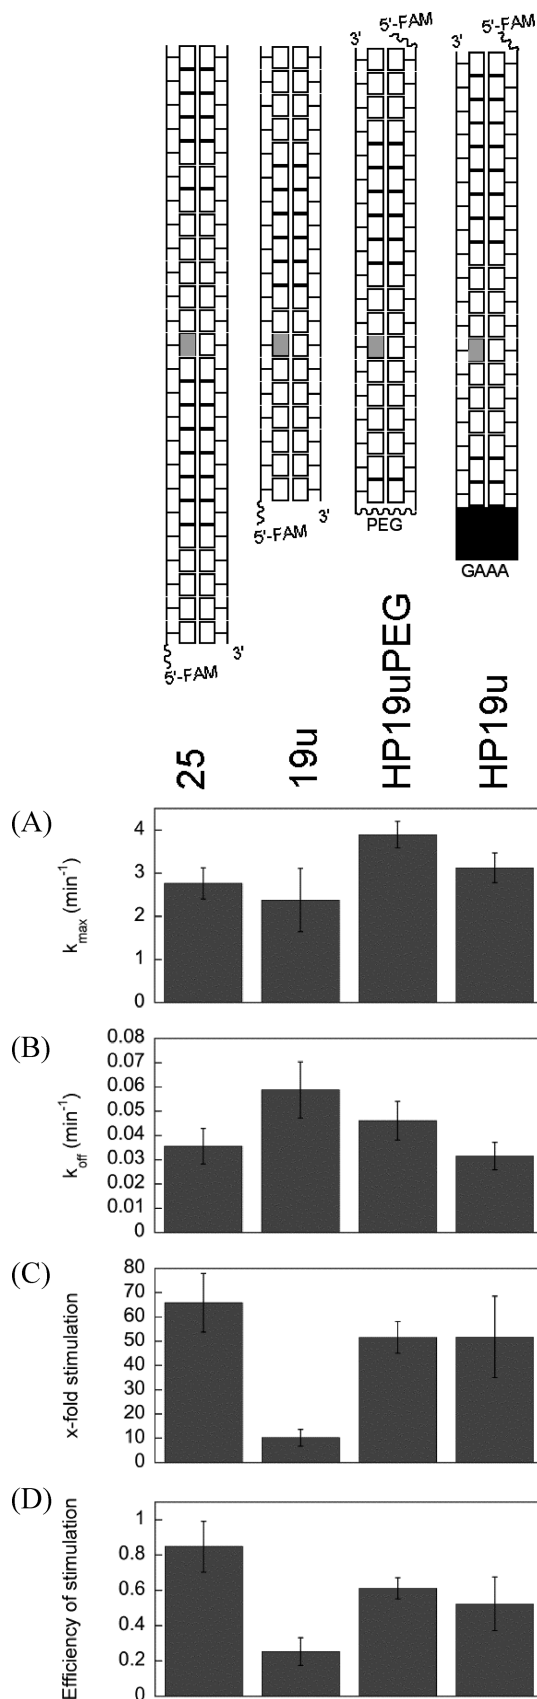 5'-FAM
5'-FAM
3'
3'
PEG
3'
5'-FAM
GAAA
3'
5'-FAM
25
19u
HP19uPEG
HP19u
(A)
k_max (min⁻¹)
4
3
2
1
0
(B)
k_off (min⁻¹)
0.08
0.07
0.06
0.05
0.04
0.03
0.02
0.01
0
(C)
x-fold stimulation
80
70
60
50
40
30
20
10
0
(D)
Efficiency of stimulation
1
0.8
0.6
0.4
0.2
0